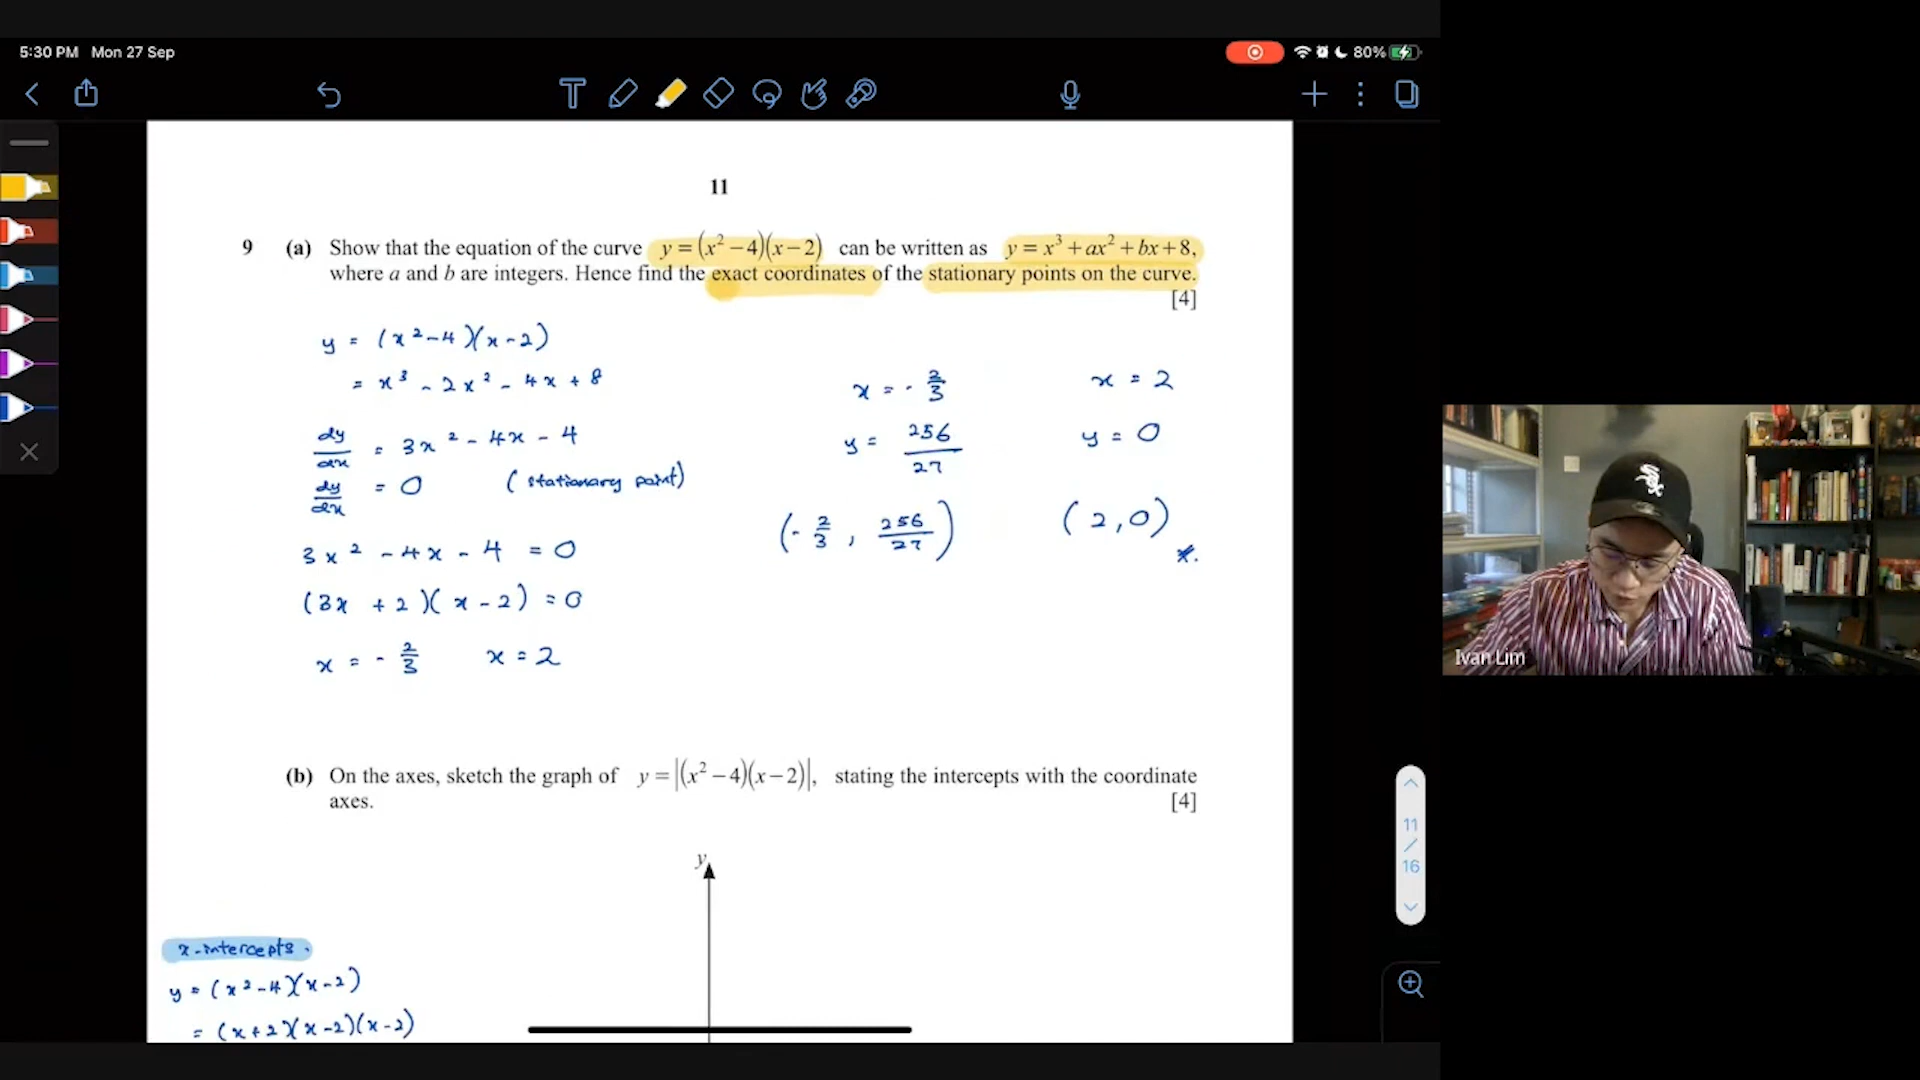 5:30 PM Mon 27 Sep
80%
11
9 (a) Show that the equation of the curve y = (x² − 4)(x − 2) can be written as y = x³ + ax² + bx + 8,
where a and b are integers. Hence find the exact coordinates of the stationary points on the curve.
[4]
y = (x²-4)(x-2)
= x³ - 2x² - 4x + 8
dy/dx = 3x² - 4x - 4
dy/dx = 0 (stationary point)
3x² - 4x - 4 = 0
(3x + 2)(x - 2) = 0
x = - 2/3 x = 2
x = - 2/3 x = 2
y = 256/27 y = 0
(- 2/3, 256/27) (2,0)
(b) On the axes, sketch the graph of y = |(x² − 4)(x − 2)|, stating the intercepts with the coordinate
axes. [4]
y
x-intercepts.
y = (x²-4)(x-2)
= (x+2)(x-2)(x-2)
11
/
16
Ivan Lim